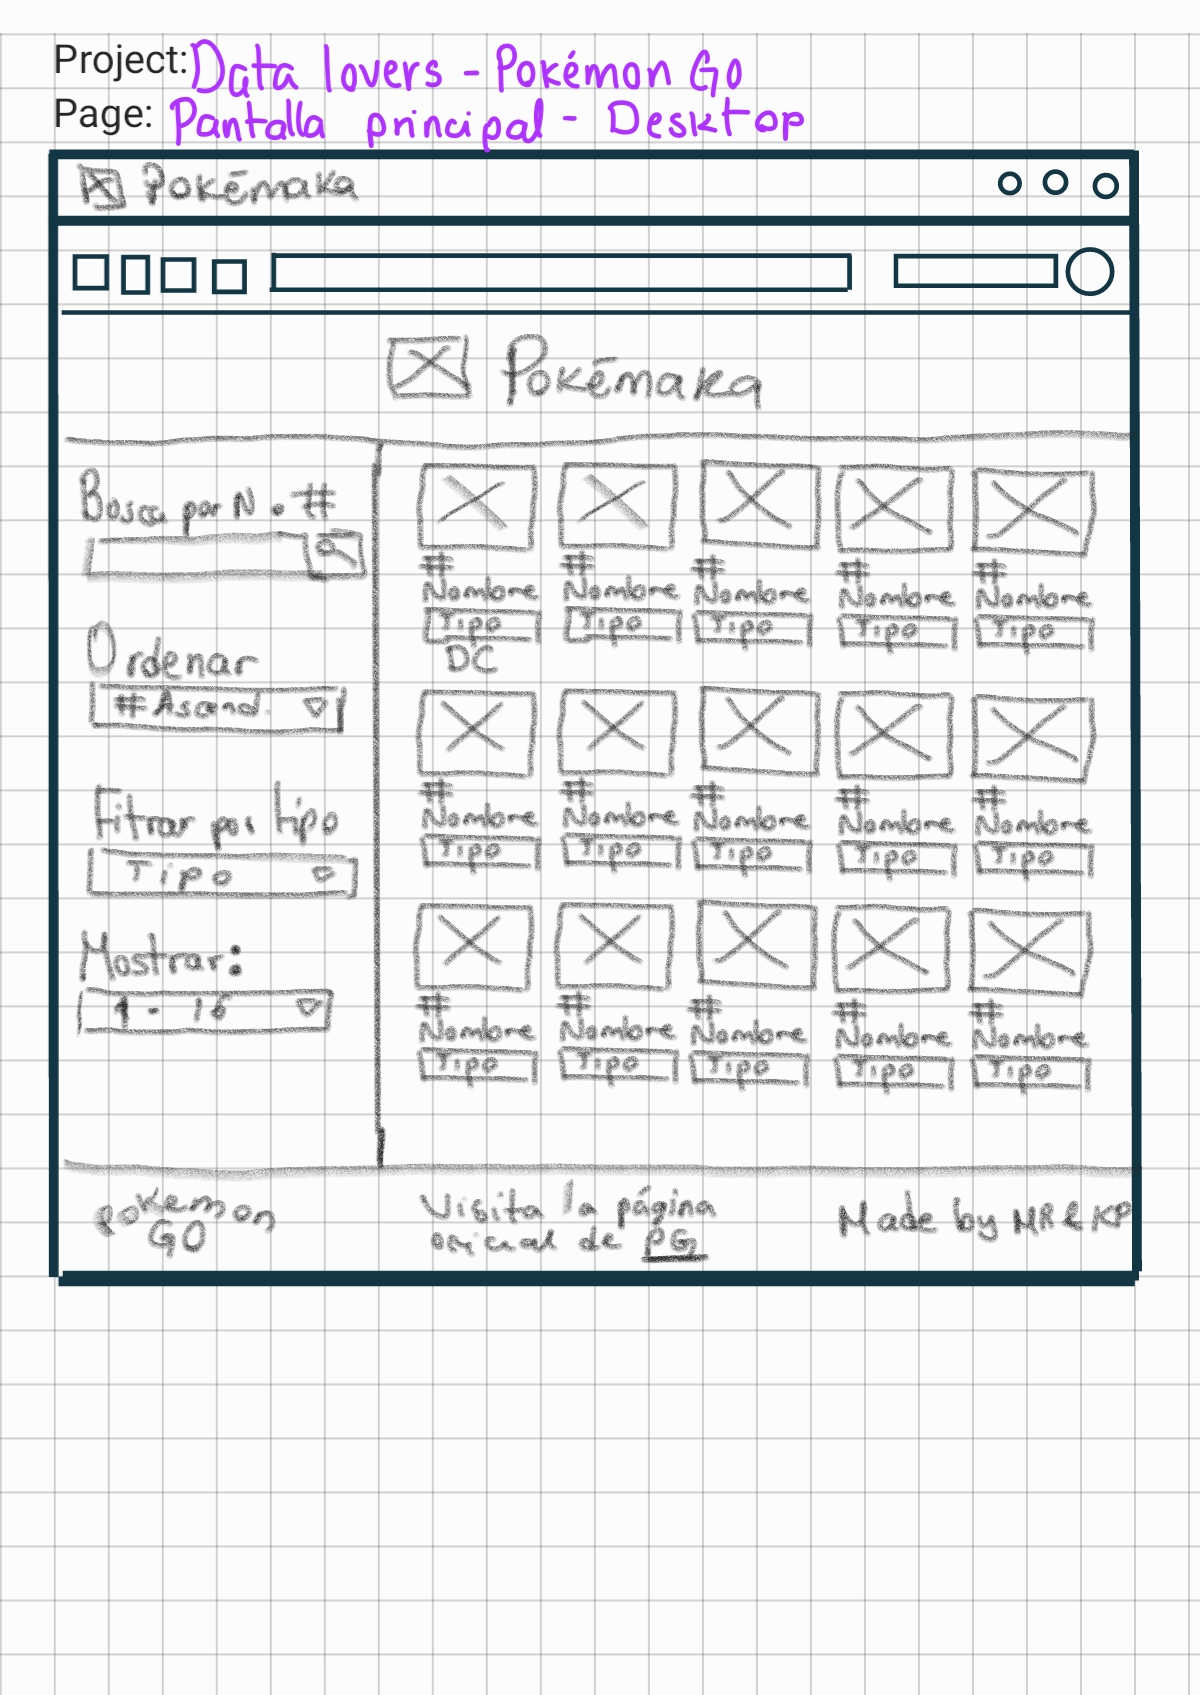 Project: Data lovers - Pokémon Go
Page: Pantalla principal - Desktop
Pokémaka
Pokémaka
Busca por N. #
Ordenar
# Ascend.
Filtrar por tipo
Tipo
Mostrar:
1 - 15
# # # # #
Nombre Nombre Nombre Nombre Nombre
Tipo Tipo Tipo Tipo Tipo
DC
# # # # #
Nombre Nombre Nombre Nombre Nombre
Tipo Tipo Tipo Tipo Tipo
# # # # #
Nombre Nombre Nombre Nombre Nombre
Tipo Tipo Tipo Tipo Tipo
pokemon
GO
Visita la página
oficial de PG
Made by MR & KP